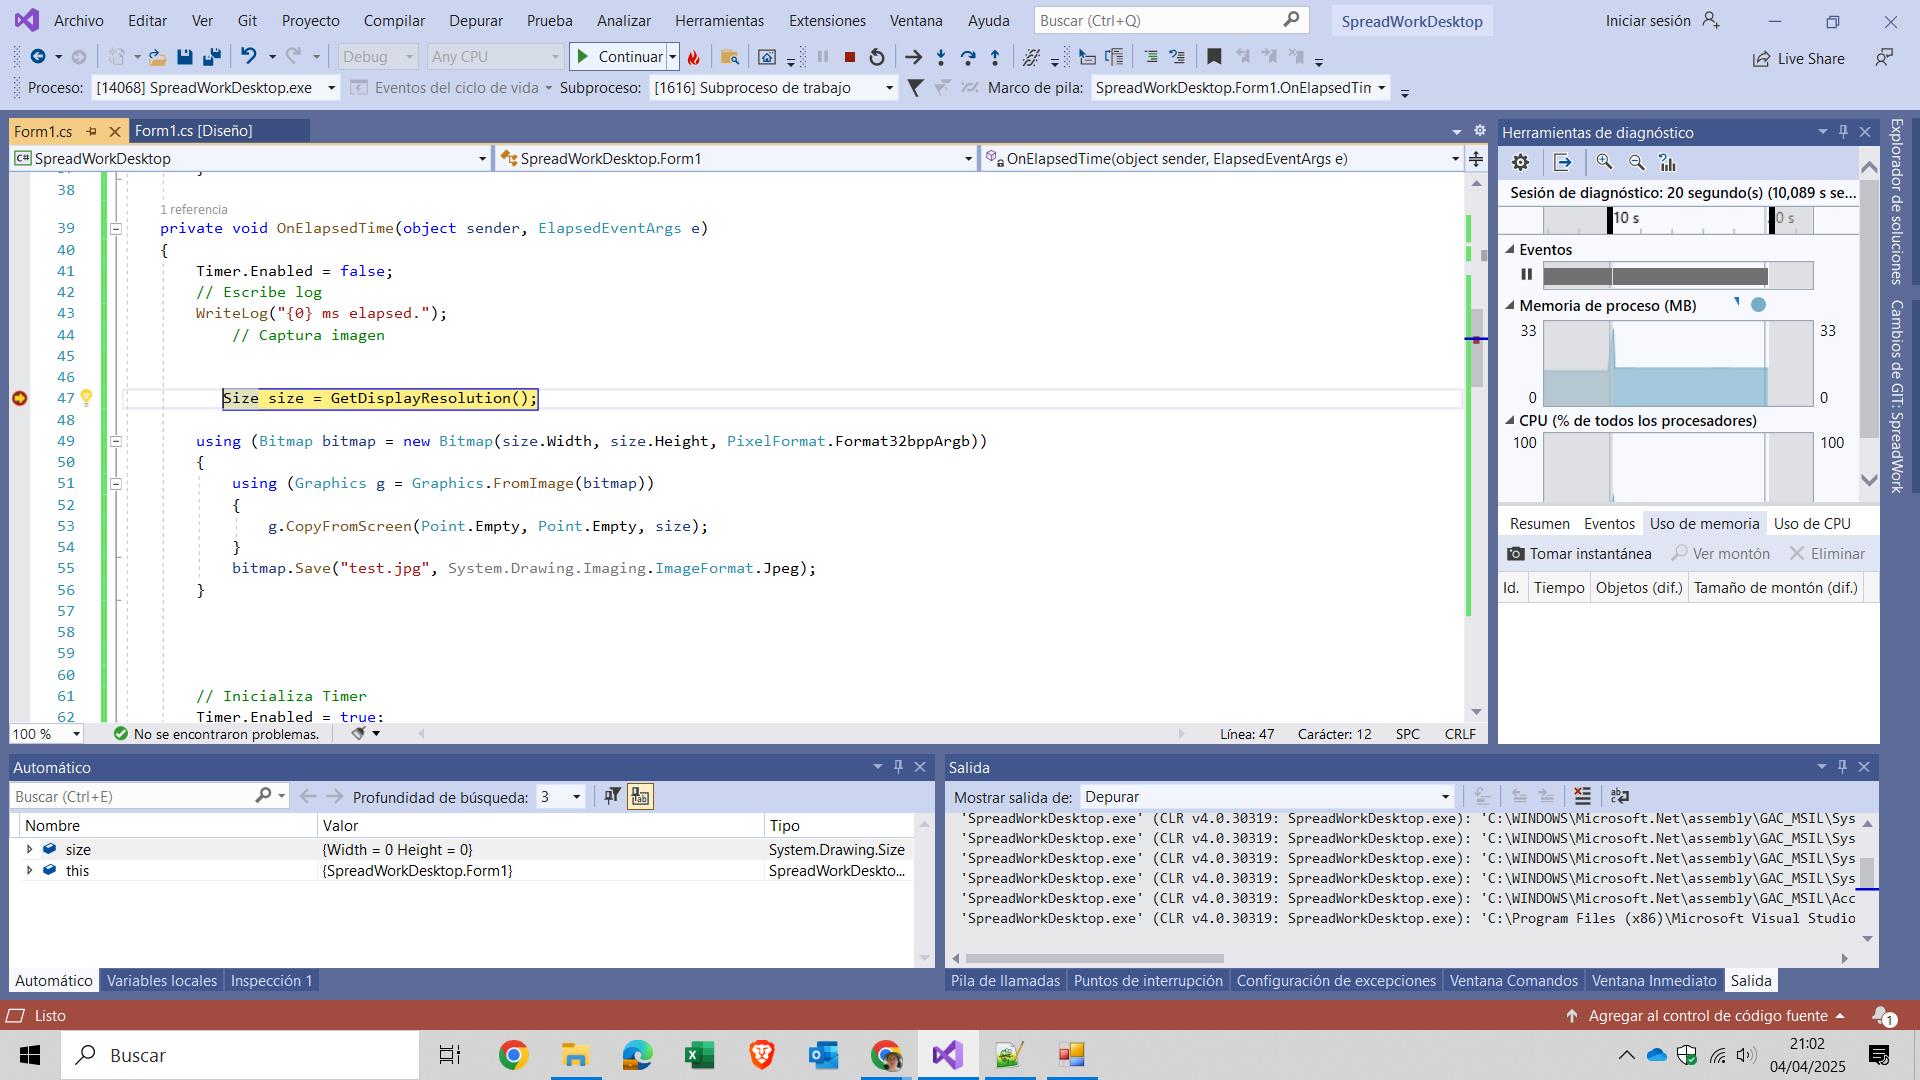 Archivo Editar Ver Git Proyecto Compilar Depurar Prueba Analizar Herramientas Extensiones Ventana Ayuda Buscar (Ctrl+Q) SpreadWorkDesktop Iniciar sesión
Debug Any CPU Continuar Live Share
Proceso: [14068] SpreadWorkDesktop.exe Eventos del ciclo de vida Subproceso: [1616] Subproceso de trabajo Marco de pila: SpreadWorkDesktop.Form1.OnElapsedTin
Form1.cs Form1.cs [Diseño]
C# SpreadWorkDesktop SpreadWorkDesktop.Form1 OnElapsedTime(object sender, ElapsedEventArgs e)
38
1 referencia
39 private void OnElapsedTime(object sender, ElapsedEventArgs e)
40 {
41 Timer.Enabled = false;
42 // Escribe log
43 WriteLog("{0} ms elapsed.");
44 // Captura imagen
45
46
47 Size size = GetDisplayResolution();
48
49 using (Bitmap bitmap = new Bitmap(size.Width, size.Height, PixelFormat.Format32bppArgb))
50 {
51 using (Graphics g = Graphics.FromImage(bitmap))
52 {
53 g.CopyFromScreen(Point.Empty, Point.Empty, size);
54 }
55 bitmap.Save("test.jpg", System.Drawing.Imaging.ImageFormat.Jpeg);
56 }
57
58
59
60
61 // Inicializa Timer
62 Timer.Enabled = true;
100 % No se encontraron problemas. Línea: 47 Carácter: 12 SPC CRLF
Herramientas de diagnóstico
Sesión de diagnóstico: 20 segundo(s) (10,089 s se...
10 s 0 s
Eventos
Memoria de proceso (MB)
33 33
0 0
CPU (% de todos los procesadores)
100 100
Resumen Eventos Uso de memoria Uso de CPU
Tomar instantánea Ver montón Eliminar
Id. Tiempo Objetos (dif.) Tamaño de montón (dif.)
Explorador de soluciones
Cambios de GIT: SpreadWork
Automático
Buscar (Ctrl+E) Profundidad de búsqueda: 3
Nombre Valor Tipo
size {Width = 0 Height = 0} System.Drawing.Size
this {SpreadWorkDesktop.Form1} SpreadWorkDeskto...
Automático Variables locales Inspección 1
Salida
Mostrar salida de: Depurar
'SpreadWorkDesktop.exe' (CLR v4.0.30319: SpreadWorkDesktop.exe): 'C:\WINDOWS\Microsoft.Net\assembly\GAC_MSIL\Sys
'SpreadWorkDesktop.exe' (CLR v4.0.30319: SpreadWorkDesktop.exe): 'C:\WINDOWS\Microsoft.Net\assembly\GAC_MSIL\Sys
'SpreadWorkDesktop.exe' (CLR v4.0.30319: SpreadWorkDesktop.exe): 'C:\WINDOWS\Microsoft.Net\assembly\GAC_MSIL\Sys
'SpreadWorkDesktop.exe' (CLR v4.0.30319: SpreadWorkDesktop.exe): 'C:\WINDOWS\Microsoft.Net\assembly\GAC_MSIL\Sys
'SpreadWorkDesktop.exe' (CLR v4.0.30319: SpreadWorkDesktop.exe): 'C:\WINDOWS\Microsoft.Net\assembly\GAC_MSIL\Acc
'SpreadWorkDesktop.exe' (CLR v4.0.30319: SpreadWorkDesktop.exe): 'C:\Program Files (x86)\Microsoft Visual Studio
Pila de llamadas Puntos de interrupción Configuración de excepciones Ventana Comandos Ventana Inmediato Salida
Listo Agregar al control de código fuente 1
Buscar 21:02
04/04/2025